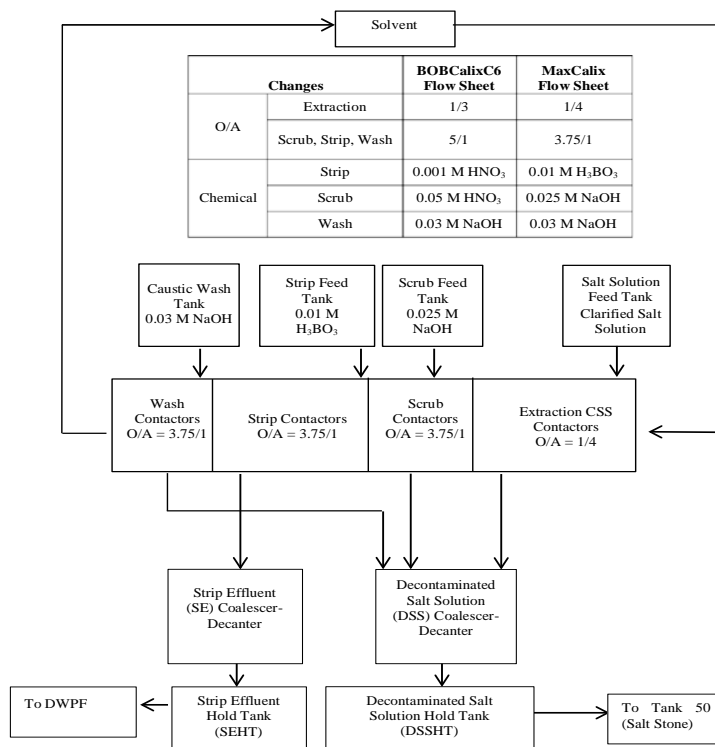 Solvent
Changes
BOBCalixC6
Flow Sheet
MaxCalix
Flow Sheet
O/A
Extraction
1/3
1/4
Scrub, Strip, Wash
5/1
3.75/1
Chemical
Strip
0.001 M HNO₃
0.01 M H₃BO₃
Scrub
0.05 M HNO₃
0.025 M NaOH
Wash
0.03 M NaOH
0.03 M NaOH
Caustic Wash
Tank
0.03 M NaOH
Strip Feed
Tank
0.01 M
H₃BO₃
Scrub Feed
Tank
0.025 M
NaOH
Salt Solution
Feed Tank
Clarified Salt
Solution
Wash
Contactors
O/A = 3.75/1
Strip Contactors
O/A = 3.75/1
Scrub
Contactors
O/A = 3.75/1
Extraction CSS
Contactors
O/A = 1/4
Strip Effluent
(SE) Coalescer-
Decanter
Decontaminated
Salt Solution
(DSS) Coalescer-
Decanter
To DWPF
Strip Effluent
Hold Tank
(SEHT)
Decontaminated Salt
Solution Hold Tank
(DSSHT)
To Tank 50
(Salt Stone)